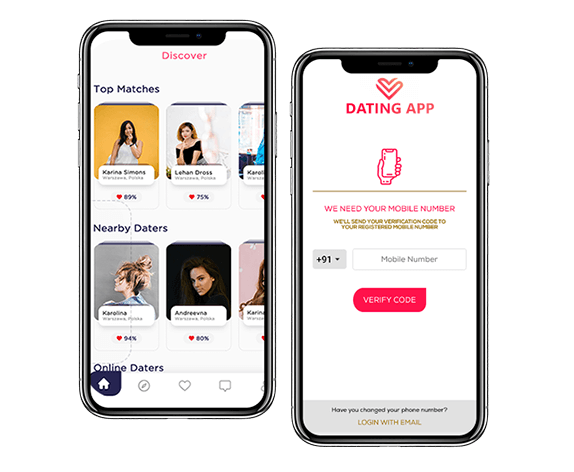 Discover
Top Matches
Karina Simons
Warszawa, Polska
89%
Lehan Dross
Warszawa, Polska
75%
Karolin
Nearby Daters
Karolina
Warszawa, Polska
94%
Andreevna
Warszawa, Polska
80%
Karina
Online Daters
DATING APP
WE NEED YOUR MOBILE NUMBER
WE'LL SEND YOUR VERIFICATION CODE TO
YOUR REGISTERED MOBILE NUMBER
+91
Mobile Number
VERIFY CODE
Have you changed your phone number?
LOGIN WITH EMAIL